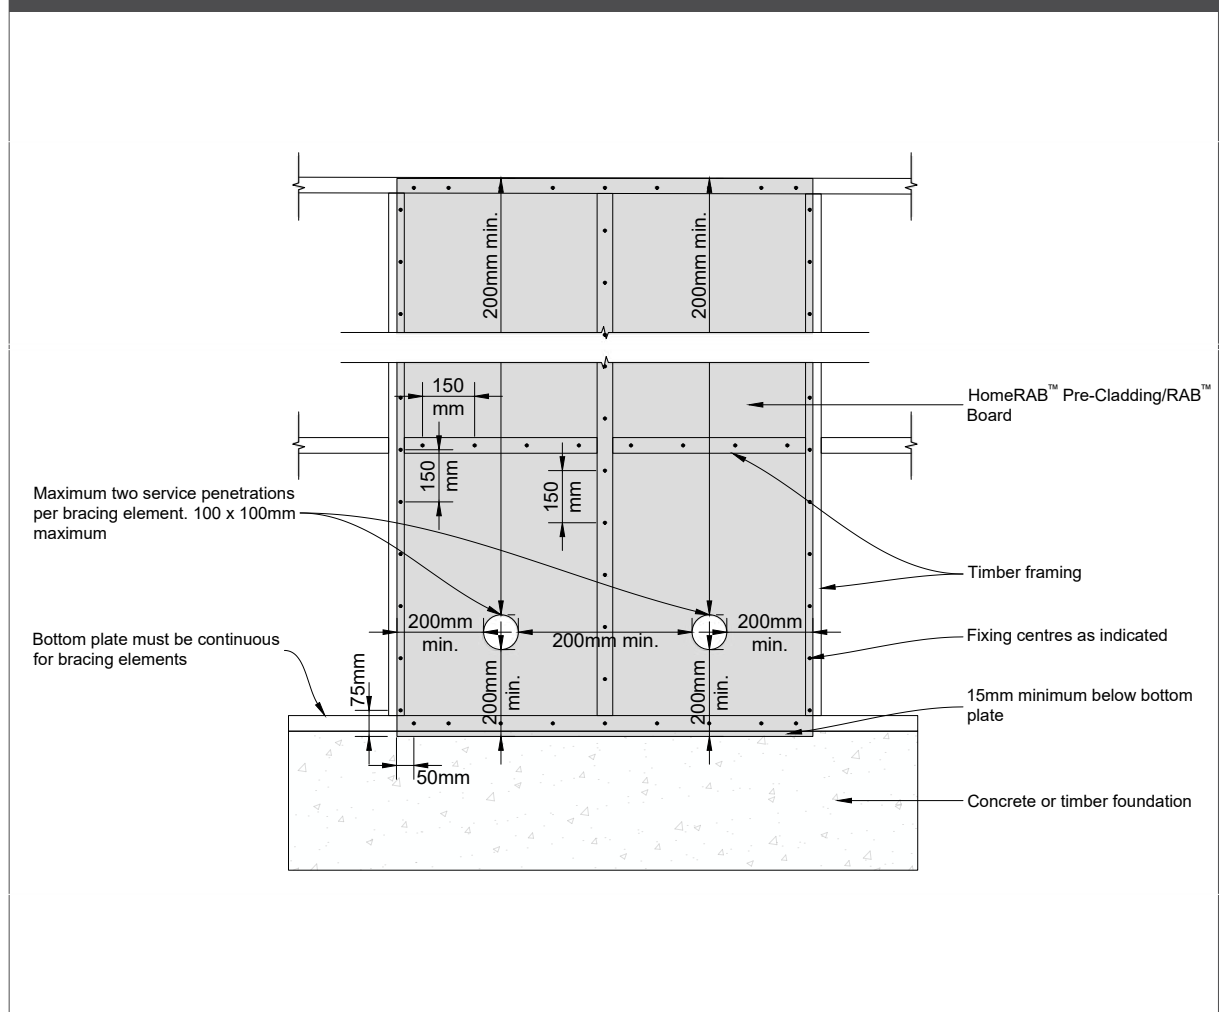 200mm min.
200mm min.
150
mm
HomeRAB™ Pre-Cladding/RAB™
Board
150
mm
150
mm
Maximum two service penetrations
per bracing element. 100 x 100mm
maximum
Timber framing
200mm
min.
200mm min.
200mm
min.
Bottom plate must be continuous
for bracing elements
Fixing centres as indicated
75mm
200mm
min.
200mm
min.
15mm minimum below bottom
plate
50mm
Concrete or timber foundation